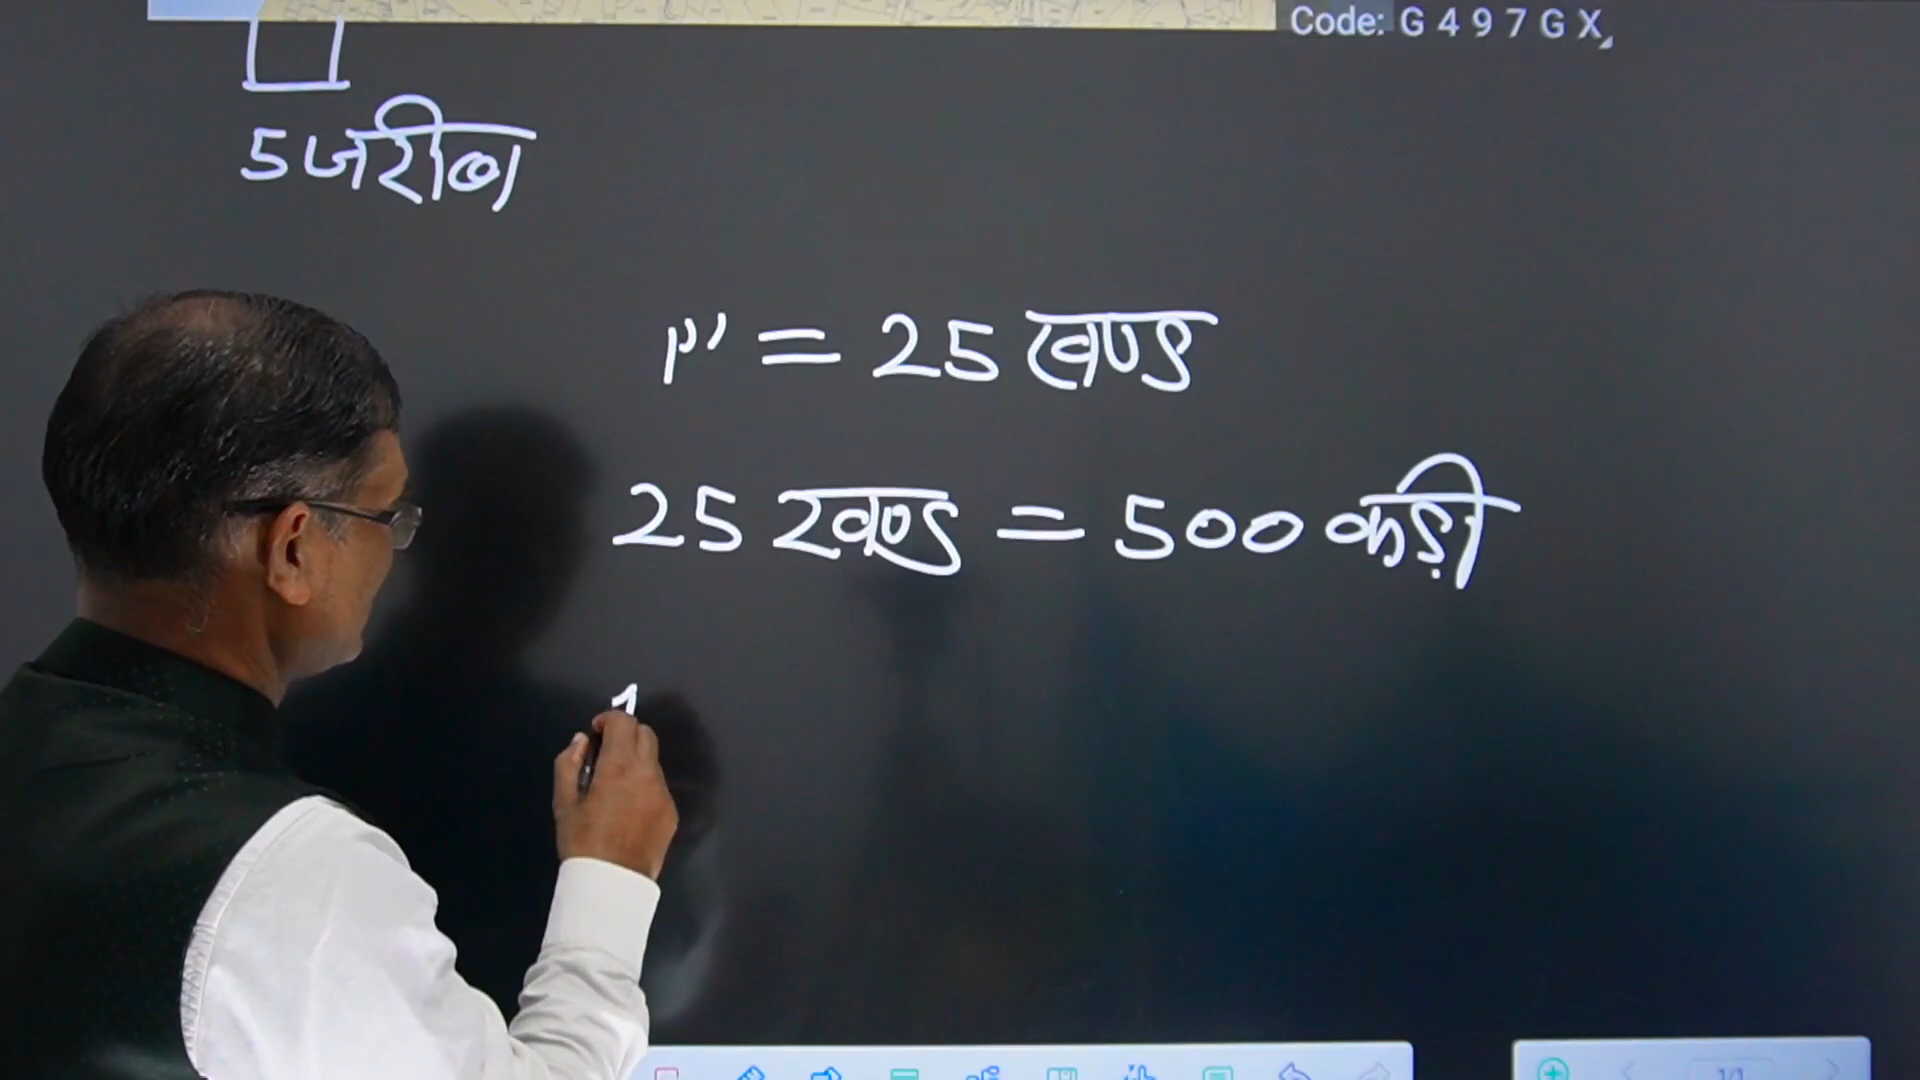 Code: G 4 9 7 G X
5 जरीब
1" = 25 खण्ड
25 खण्ड = 500 कड़ी
1